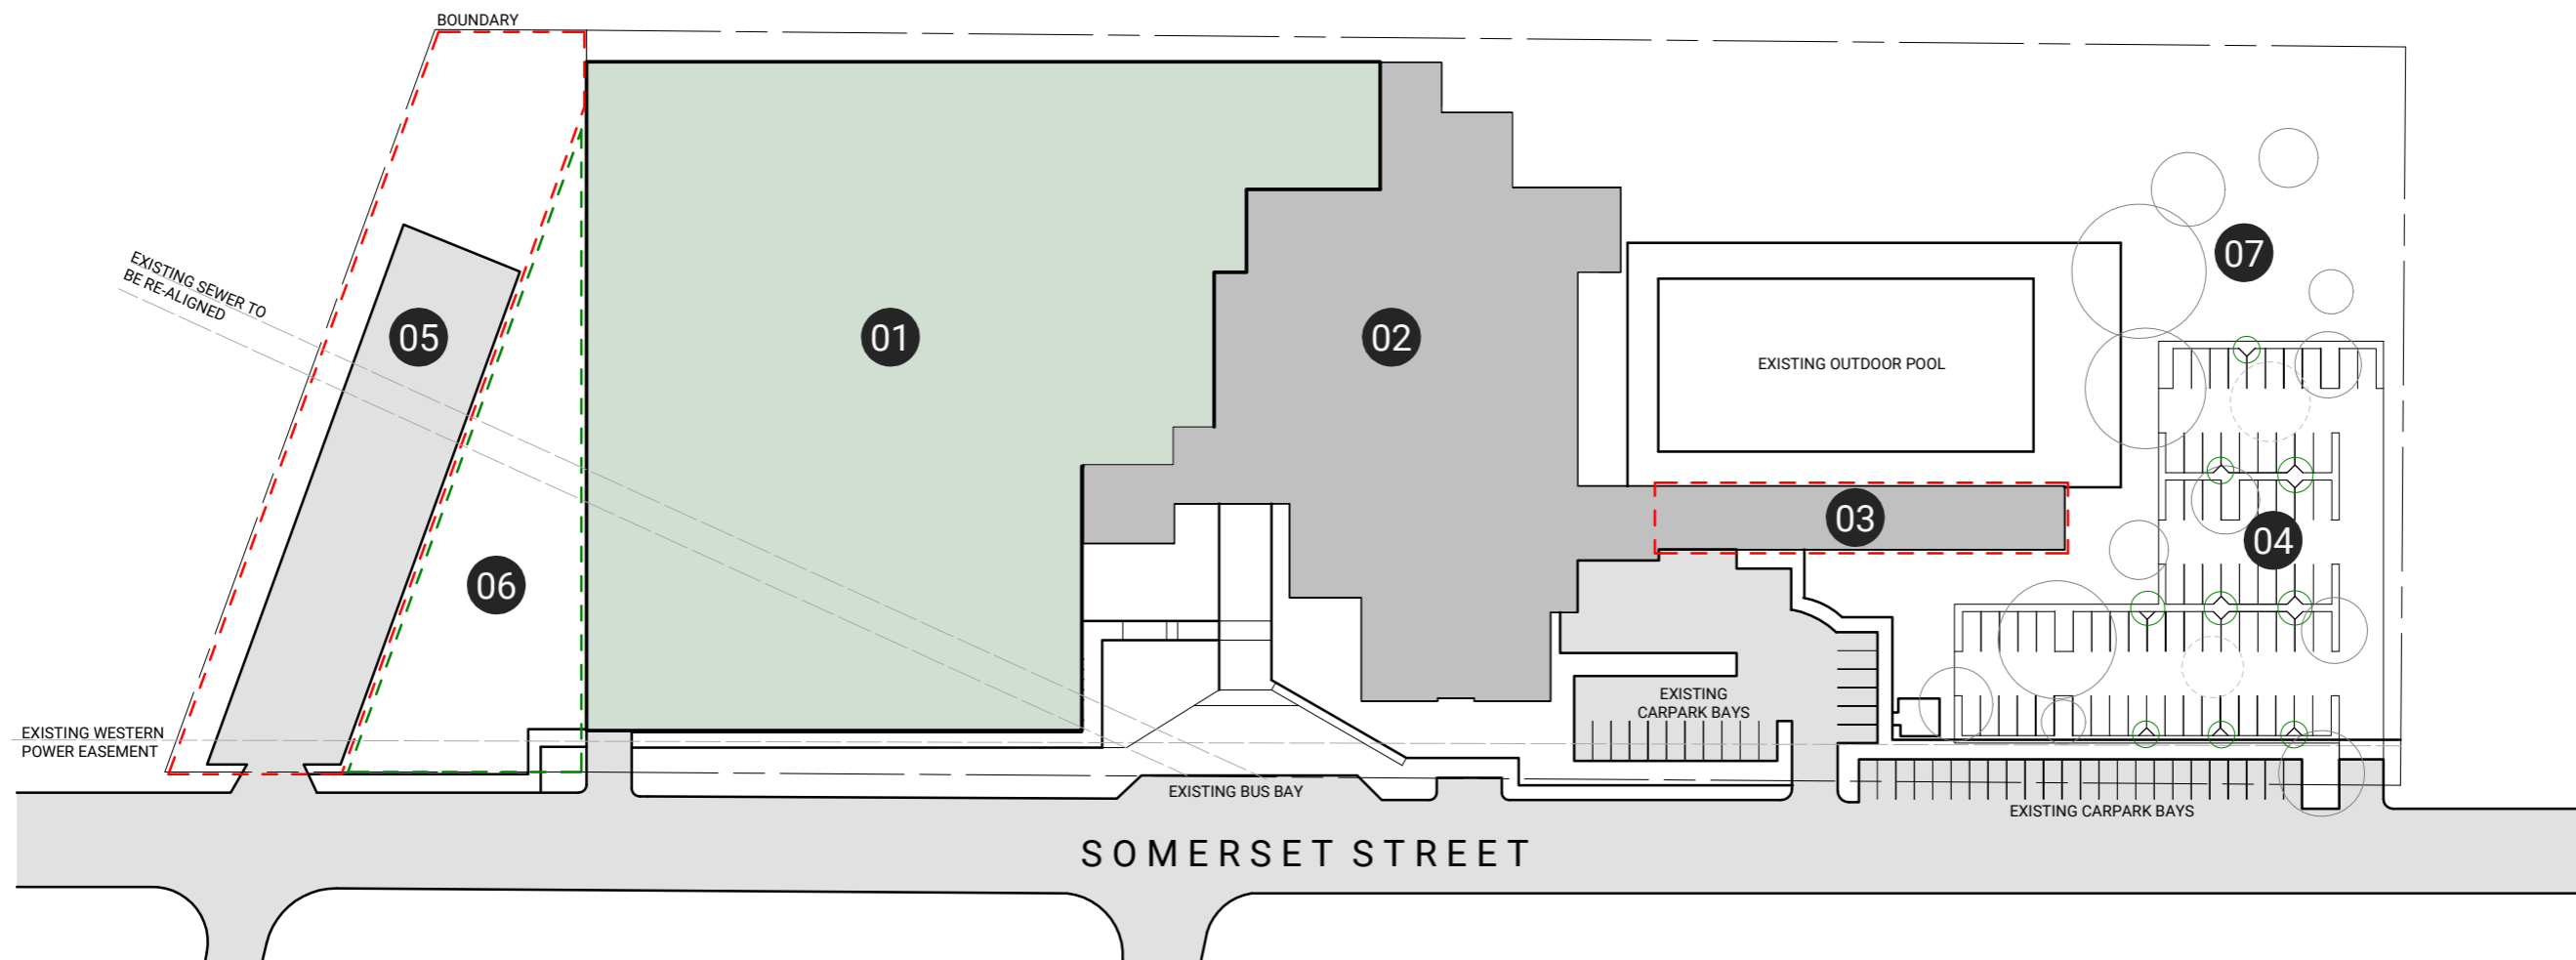 BOUNDARY
07
EXISTING SEWER TO
BE RE-ALIGNED
05
01
02
EXISTING OUTDOOR POOL
03
04
06
EXISTING WESTERN
POWER EASEMENT
EXISTING
CARPARK BAYS
EXISTING BUS BAY
EXISTING CARPARK BAYS
SOMERSET STREET